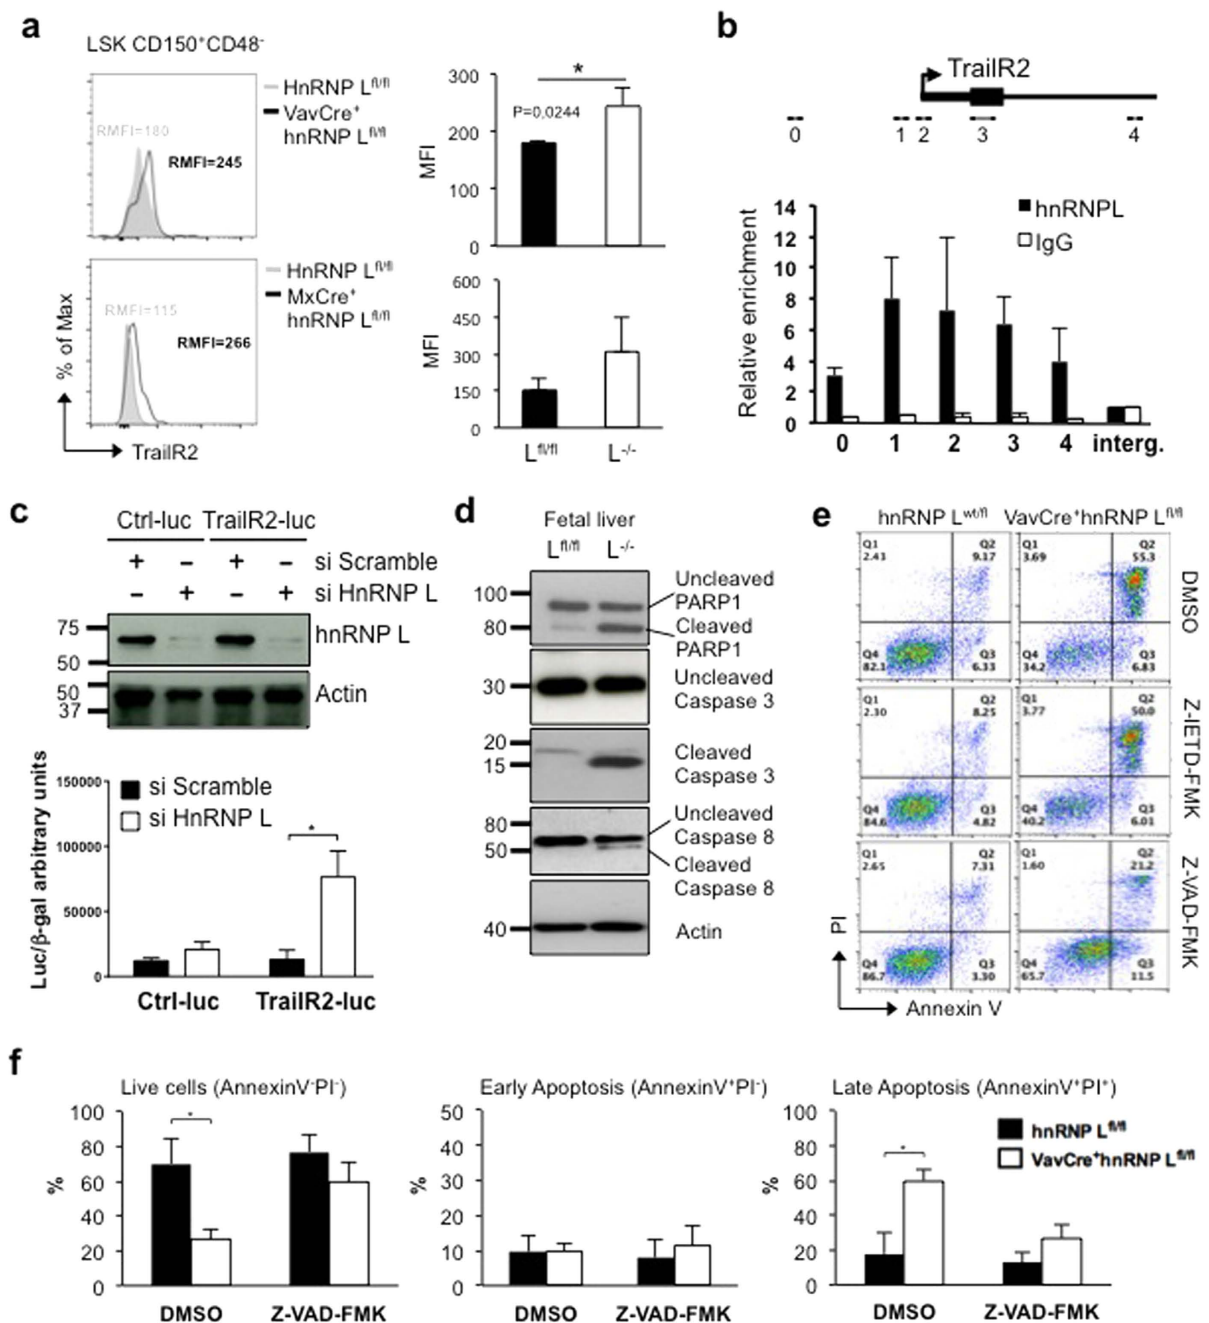 a
LSK CD150⁺CD48⁻
HnRNP Lᶠˡ/ᶠˡ
VavCre⁺
hnRNP Lᶠˡ/ᶠˡ
RMFI=180
RMFI=245
HnRNP Lᶠˡ/ᶠˡ
MxCre⁺
hnRNP Lᶠˡ/ᶠˡ
RMFI=115
RMFI=266
% of Max
TrailR2
300
200
100
0
MFI
*
P=0,0244
600
450
300
150
0
MFI
Lᶠˡ/ᶠˡ L⁻/⁻
b
TrailR2
0 1 2 3 4
Relative enrichment
14
12
10
8
6
4
2
0
hnRNPL
IgG
0 1 2 3 4 interg.
c
Ctrl-luc TrailR2-luc
+ – + – si Scramble
– + – + si HnRNP L
75
50
hnRNP L
50
37
Actin
Luc/β-gal arbitrary units
150000
100000
50000
0
si Scramble
si HnRNP L
*
Ctrl-luc TrailR2-luc
d
Fetal liver
Lᶠˡ/ᶠˡ L⁻/⁻
100
80
Uncleaved
PARP1
Cleaved
PARP1
30
Uncleaved
Caspase 3
20
15
Cleaved
Caspase 3
80
50
Uncleaved
Caspase 8
Cleaved
Caspase 8
40
Actin
e
hnRNP Lʷᵗ/ᶠˡ VavCre⁺hnRNP Lᶠˡ/ᶠˡ
Q1
2.43
Q2
9.17
Q4
82.1
Q3
6.33
Q1
3.69
Q2
55.3
Q4
34.2
Q3
6.83
DMSO
Q1
2.30
Q2
8.25
Q4
84.6
Q3
4.82
Q1
3.77
Q2
50.0
Q4
40.2
Q3
6.01
Z-IETD-FMK
Q1
2.65
Q2
7.31
Q4
86.7
Q3
3.30
Q1
1.60
Q2
21.2
Q4
65.7
Q3
11.5
Z-VAD-FMK
PI
Annexin V
f
Live cells (AnnexinV⁻PI⁻)
100
80
60
40
20
0
%
*
DMSO Z-VAD-FMK
Early Apoptosis (AnnexinV⁺PI⁻)
50
40
30
20
10
0
%
DMSO Z-VAD-FMK
Late Apoptosis (AnnexinV⁺PI⁺)
100
80
60
40
20
0
%
*
hnRNP Lᶠˡ/ᶠˡ
VavCre⁺hnRNP Lᶠˡ/ᶠˡ
DMSO Z-VAD-FMK